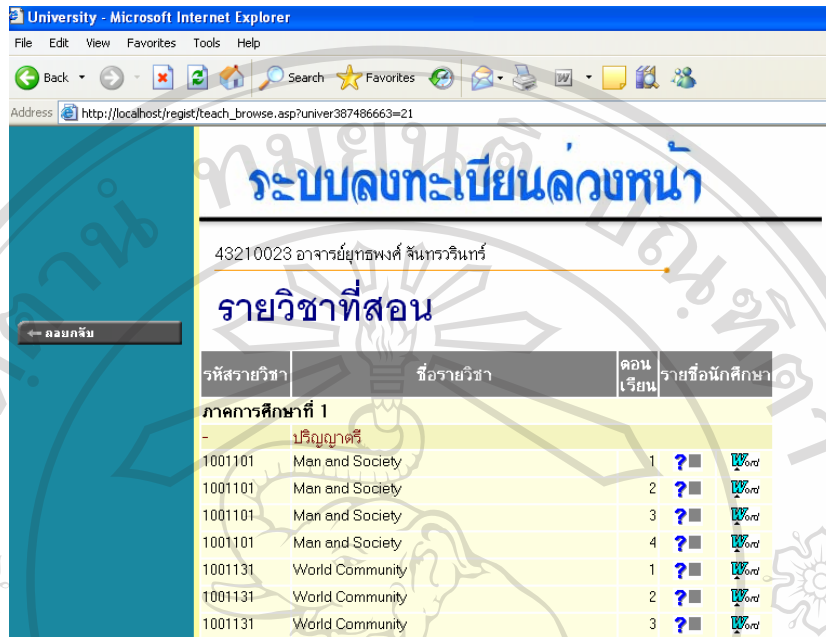 University - Microsoft Internet Explorer
File Edit View Favorites Tools Help
Back Search Favorites
Address http://localhost/regist/teach_browse.asp?univer387486663=21
ระบบลงทะเบียนล่วงหน้า
43210023 อาจารย์ยุทธพงศ์ จันทรวรินทร์
รายวิชาที่สอน
ถอยกลับ
รหัสรายวิชา ชื่อรายวิชา ตอนเรียน รายชื่อนักศึกษา
ภาคการศึกษาที่ 1
- ปริญญาตรี
1001101 Man and Society 1 ? Word
1001101 Man and Society 2 ? Word
1001101 Man and Society 3 ? Word
1001101 Man and Society 4 ? Word
1001131 World Community 1 ? Word
1001131 World Community 2 ? Word
1001131 World Community 3 ? Word